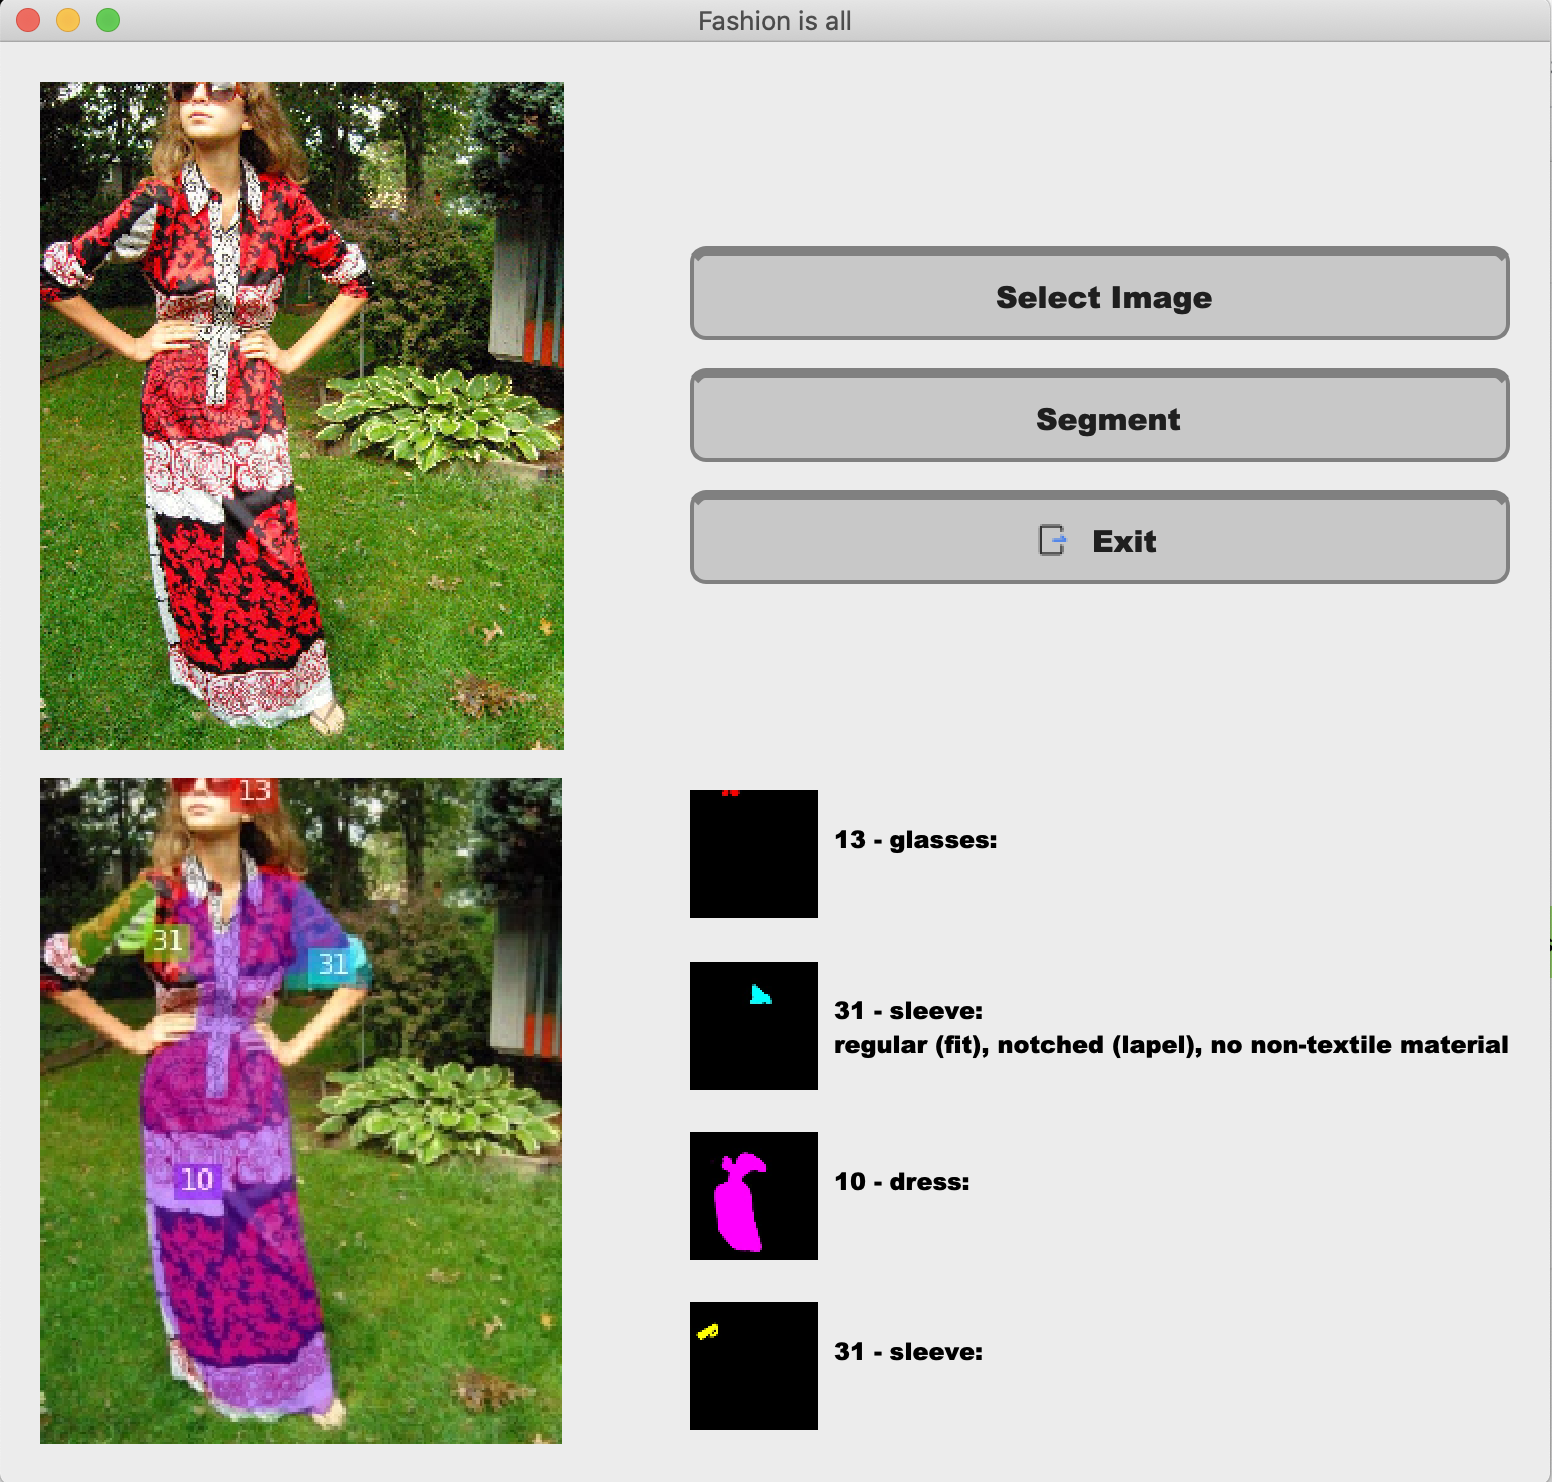 Fashion is all
Select Image
Segment
Exit
13
31
31
10
13 - glasses:
31 - sleeve:
regular (fit), notched (lapel), no non-textile material
10 - dress:
31 - sleeve: